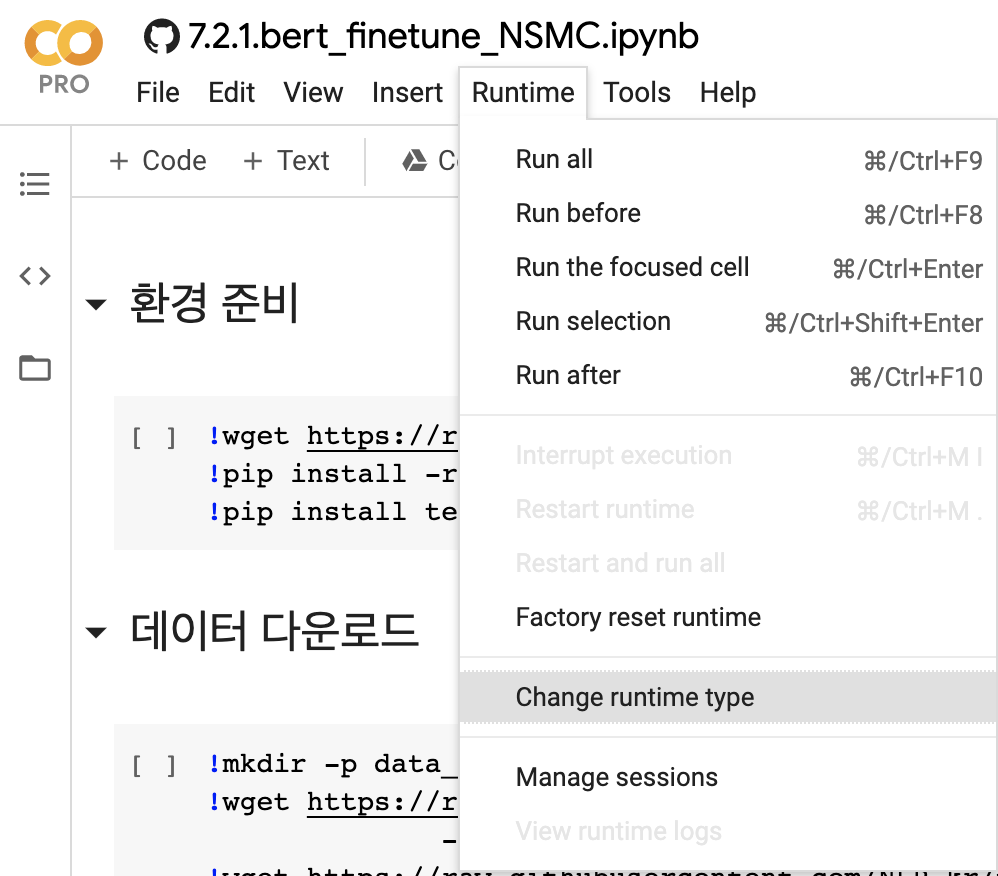 PRO
7.2.1.bert_finetune_NSMC.ipynb
File Edit View Insert Runtime Tools Help
+ Code + Text
Run all ⌘/Ctrl+F9
Run before ⌘/Ctrl+F8
Run the focused cell ⌘/Ctrl+Enter
Run selection ⌘/Ctrl+Shift+Enter
Run after ⌘/Ctrl+F10
Interrupt execution ⌘/Ctrl+M I
Restart runtime ⌘/Ctrl+M .
Restart and run all
Factory reset runtime
Change runtime type
Manage sessions
View runtime logs
환경 준비
[ ] !wget https://r
!pip install -r
!pip install te
데이터 다운로드
[ ] !mkdir -p data_
!wget https://r
-